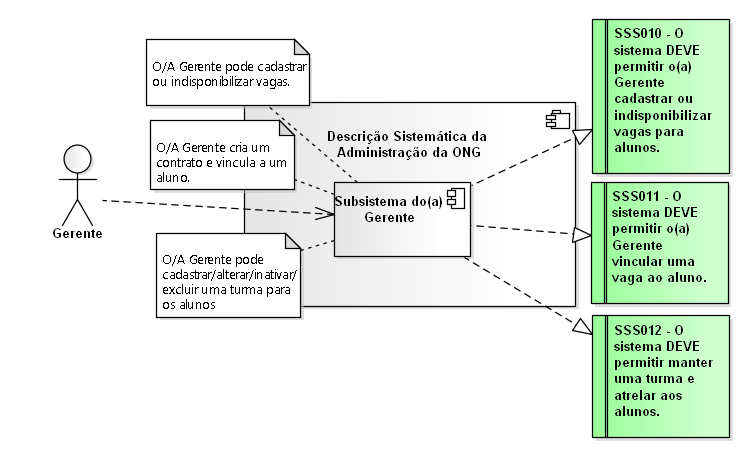 O/A Gerente pode cadastrar
ou indisponibilizar vagas.
O/A Gerente cria um
contrato e vincula a um
aluno.
Descrição Sistemática da
Administração da ONG
Subsistema do(a)
Gerente
Gerente
O/A Gerente pode
cadastrar/alterar/inativar/
excluir uma turma para
os alunos
SSS010 - O
sistema DEVE
permitir o(a)
Gerente
cadastrar ou
indisponibilizar
vagas para
alunos.
SSS011 - O
sistema DEVE
permitir o(a)
Gerente
vincular uma
vaga ao aluno.
SSS012 - O
sistema DEVE
permitir manter
uma turma e
atrelar aos
alunos.